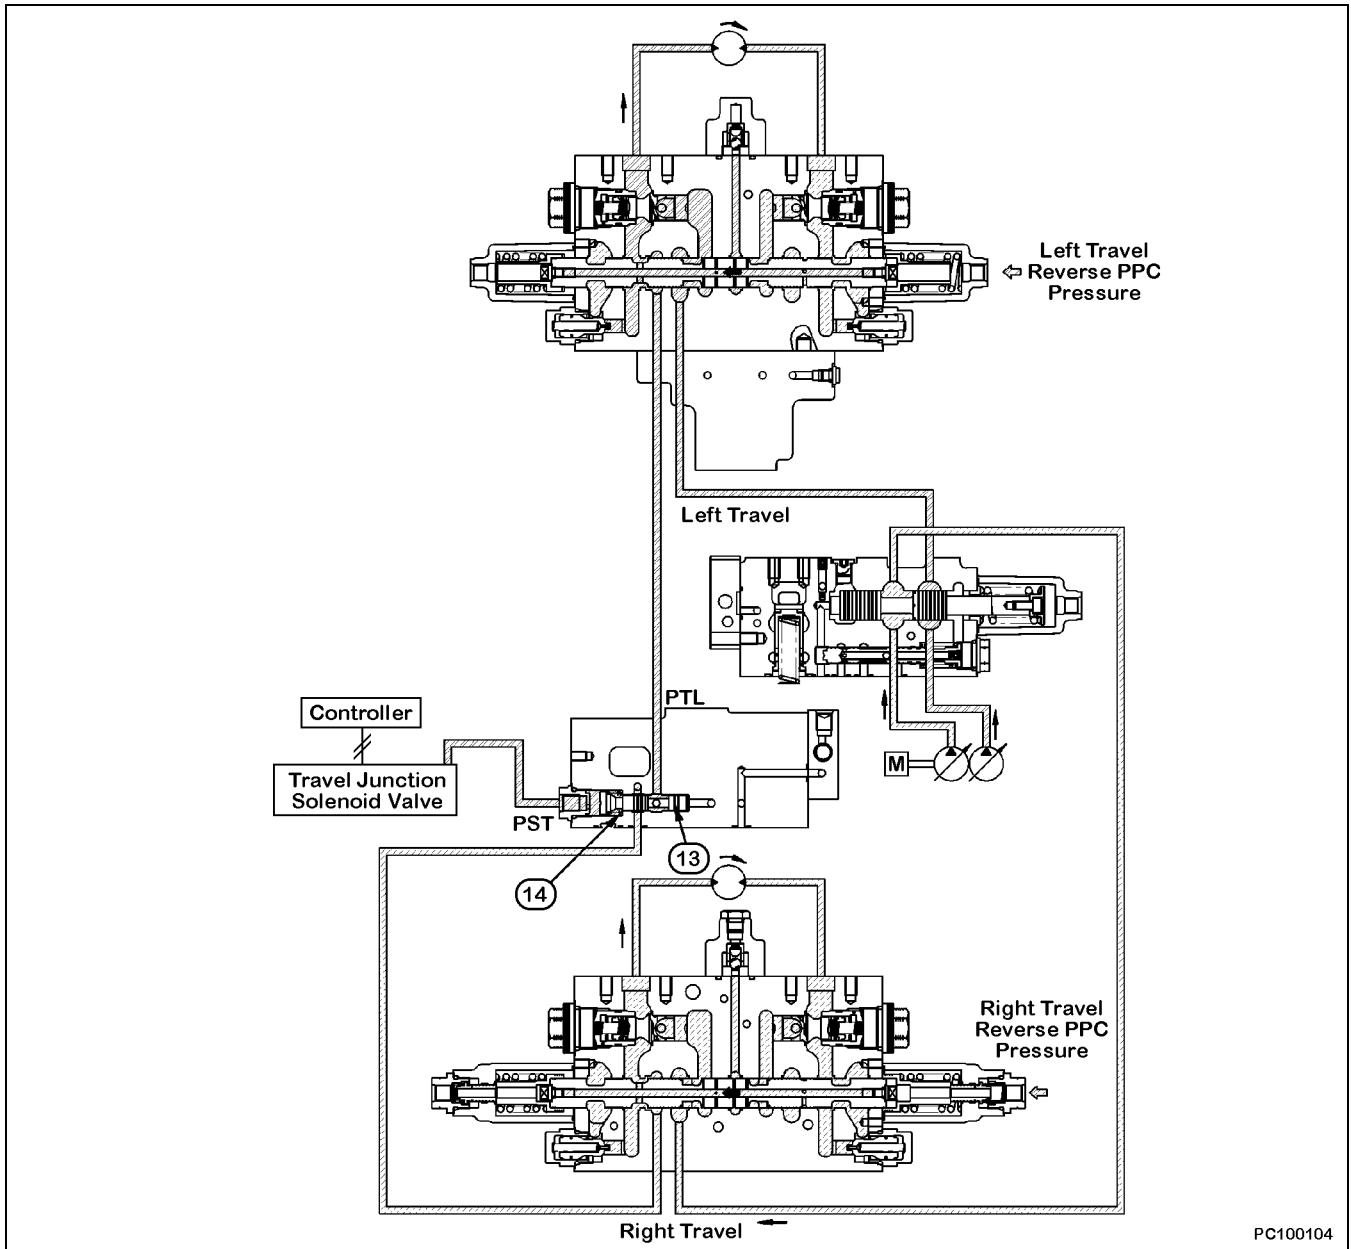 Left Travel
Reverse PPC
Pressure
Left Travel
PTL
Controller
M
Travel Junction
Solenoid Valve
PST
13
14
Right Travel
Reverse PPC
Pressure
Right Travel
PC100104